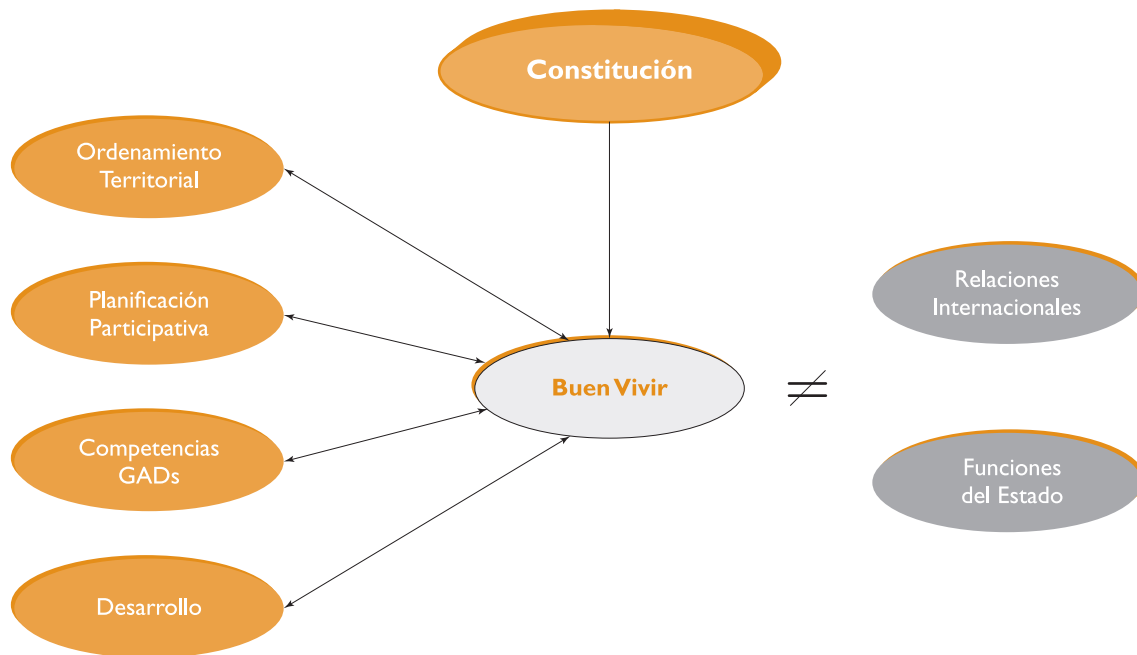 Constitución
Ordenamiento
Territorial
Planificación
Participativa
Competencias
GADs
Desarrollo
Buen Vivir
≠
Relaciones
Internacionales
Funciones
del Estado